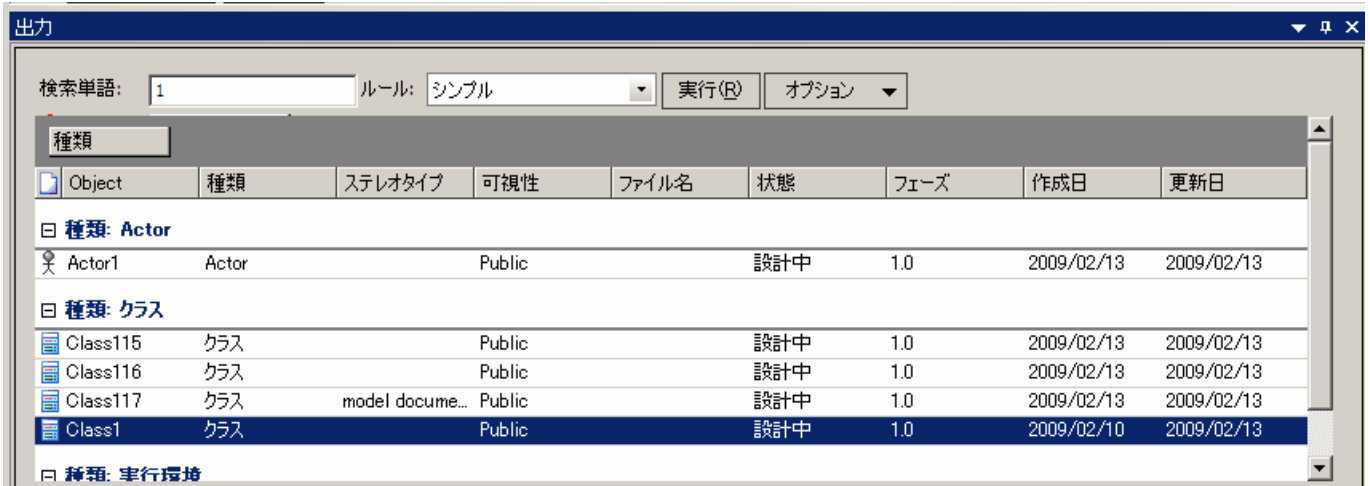 出力
検索単語: 1 ルール: シンプル 実行(R) オプション
種類
Object 種類 ステレオタイプ 可視性 ファイル名 状態 フェーズ 作成日 更新日
種類: Actor
Actor1 Actor Public 設計中 1.0 2009/02/13 2009/02/13
種類: クラス
Class115 クラス Public 設計中 1.0 2009/02/13 2009/02/13
Class116 クラス Public 設計中 1.0 2009/02/13 2009/02/13
Class117 クラス model docume... Public 設計中 1.0 2009/02/13 2009/02/13
Class1 クラス Public 設計中 1.0 2009/02/10 2009/02/13
種類: 実行環境